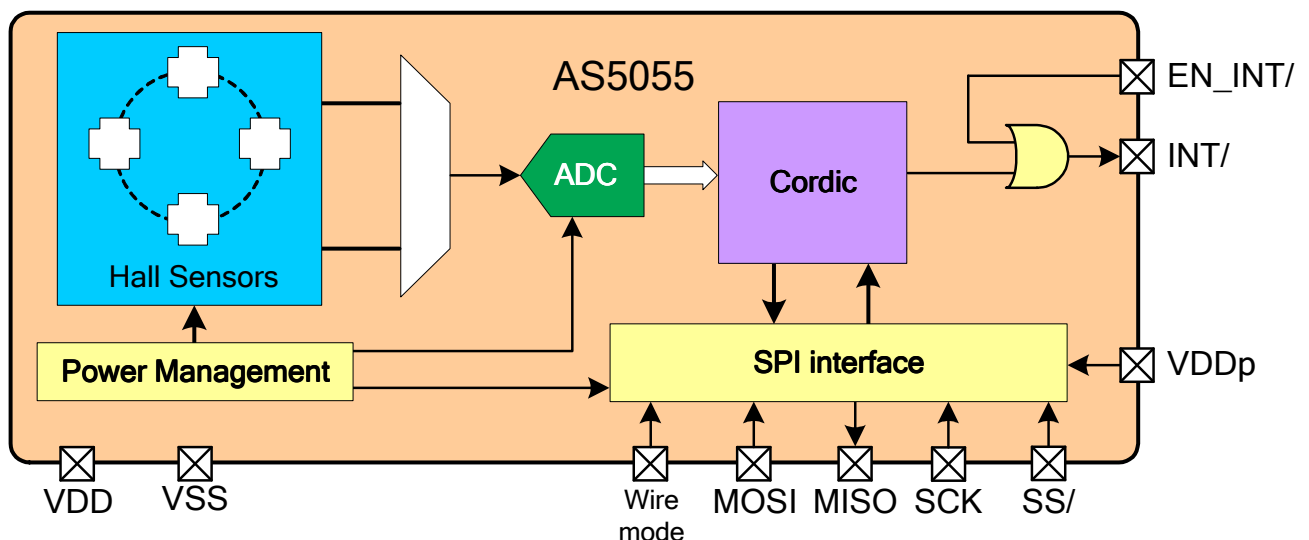 AS5055
EN_INT/
INT/
ADC
Cordic
Hall Sensors
Power Management
SPI interface
VDDp
VDD
VSS
Wire
mode
MOSI
MISO
SCK
SS/